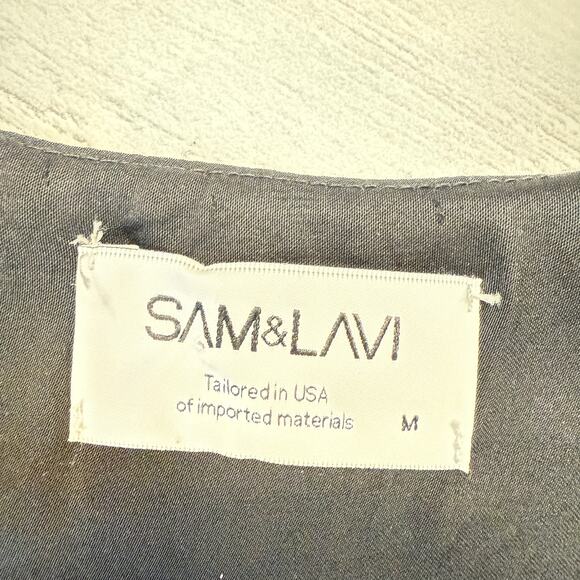 SAM&LAVI
Tailored in USA
of imported materials
M